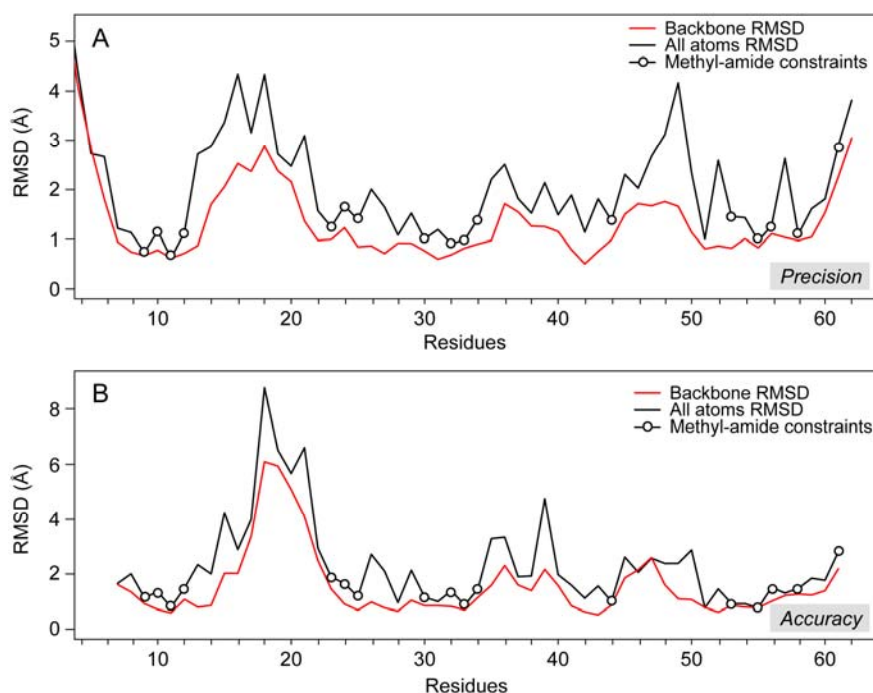 A
Backbone RMSD
All atoms RMSD
Methyl-amide constraints
RMSD (Å)
5
4
3
2
1
0
Precision
10 20 30 40 50 60
Residues
B
Backbone RMSD
All atoms RMSD
Methyl-amide constraints
RMSD (Å)
8
6
4
2
0
Accuracy
10 20 30 40 50 60
Residues